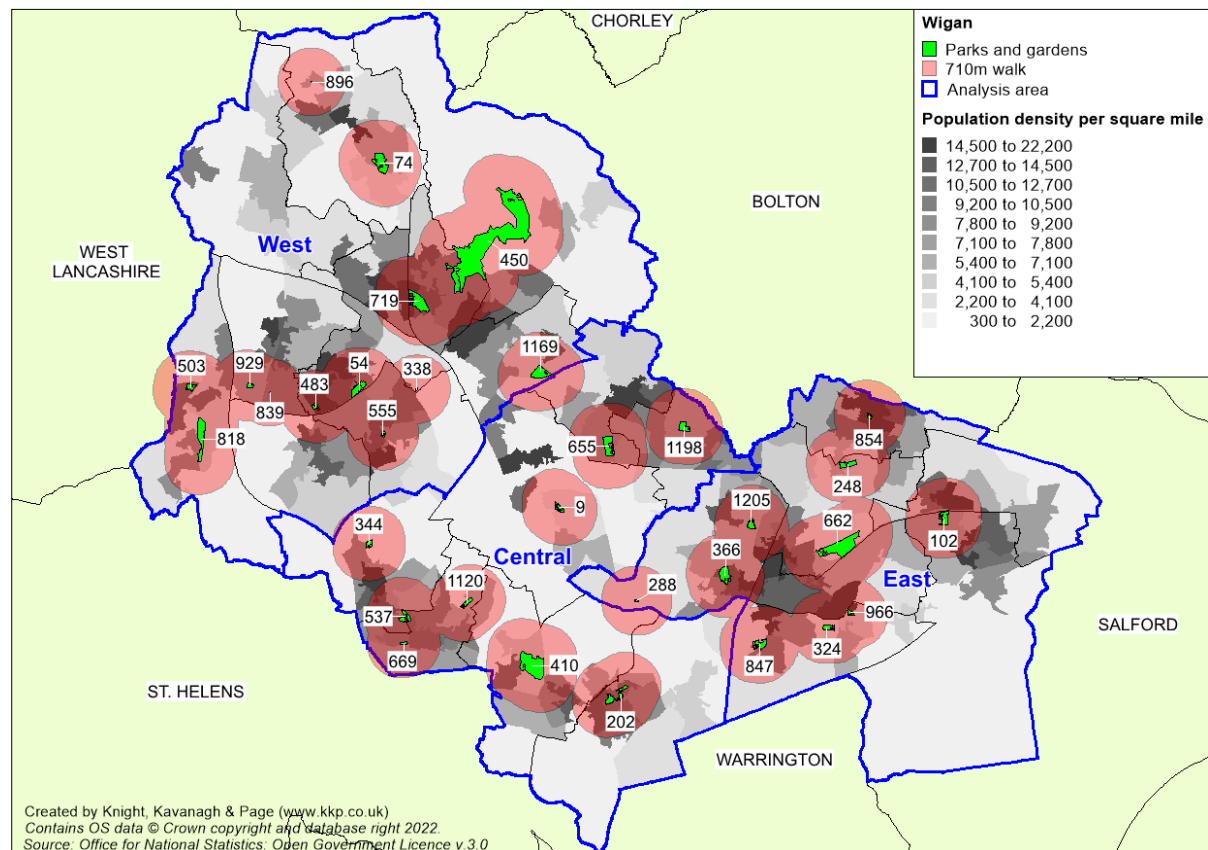 CHORLEY
Wigan
Parks and gardens
710m walk
Analysis area
Population density per square mile
14,500 to 22,200
12,700 to 14,500
10,500 to 12,700
9,200 to 10,500
7,800 to 9,200
7,100 to 7,800
5,400 to 7,100
4,100 to 5,400
2,200 to 4,100
300 to 2,200
896
74
BOLTON
West
WEST
LANCASHIRE
450
719
1169
503
929
54
338
483
839
555
818
655
1198
854
248
1205
9
662
102
344
Central
366
East
288
1120
537
966
324
669
847
410
202
SALFORD
ST. HELENS
WARRINGTON
Created by Knight, Kavanagh & Page (www.kkp.co.uk)
Contains OS data © Crown copyright and database right 2022.
Source: Office for National Statistics: Open Government Licence v.3.0